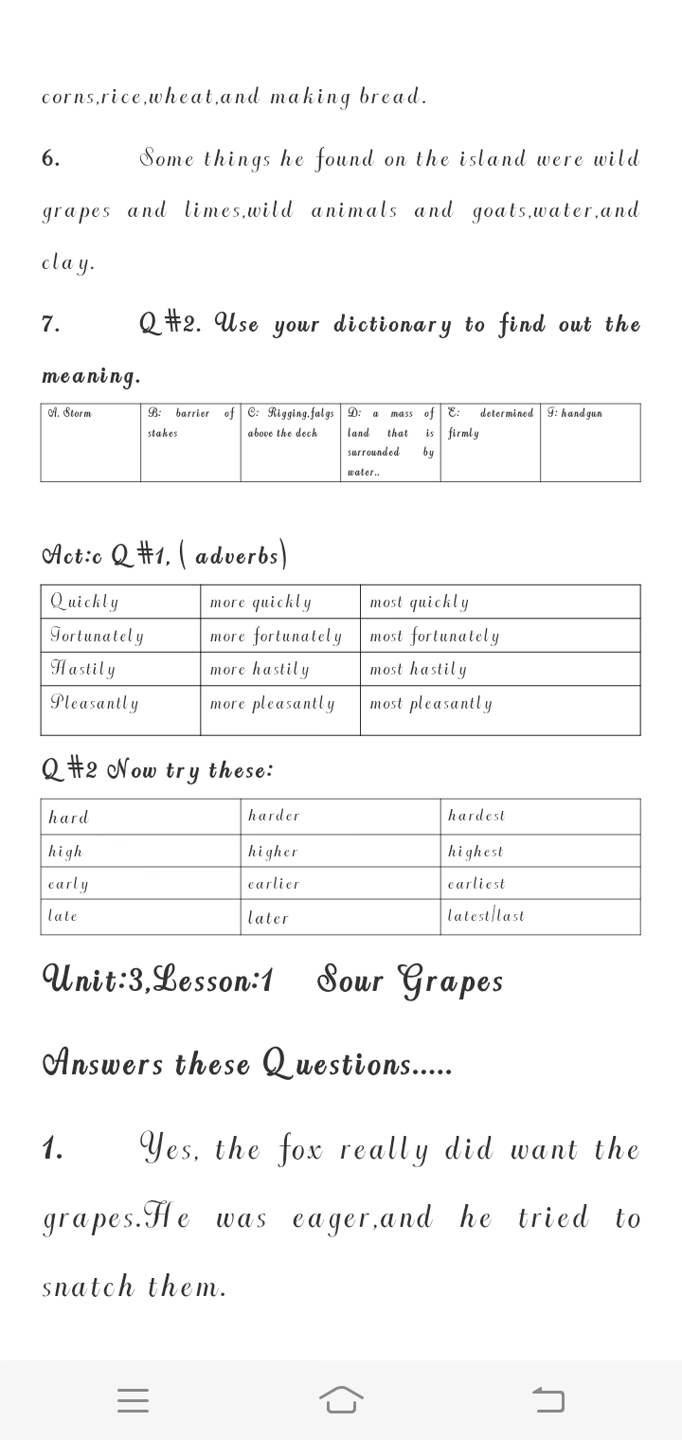 corns,rice,wheat,and making bread.
6. Some things he found on the island were wild
grapes and limes,wild animals and goats,water,and
clay.
7. Q#2. Use your dictionary to find out the
meaning.
A. Storm
B: barrier of
stakes
C: Rigging,falgs
above the deck
D: a mass of
land that is
surrounded by
water..
E: determined
firmly
F: handgun
Act:c Q#1, ( adverbs)
Quickly more quickly most quickly
Fortunately more fortunately most fortunately
Hastily more hastily most hastily
Pleasantly more pleasantly most pleasantly
Q#2 Now try these:
hard harder hardest
high higher highest
early earlier earliest
late later latest/last
Unit:3,Lesson:1 Sour Grapes
Answers these Questions.....
1. Yes, the fox really did want the
grapes.He was eager,and he tried to
snatch them.